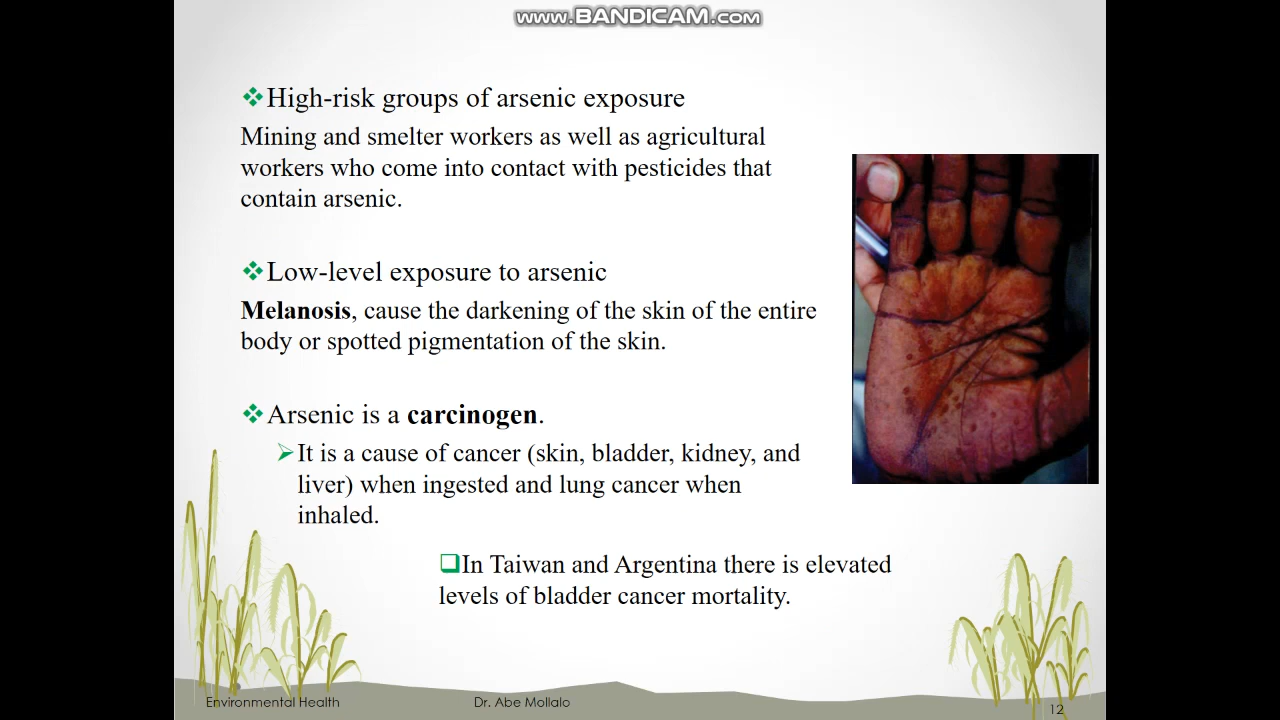 www.BANDICAM.com
High-risk groups of arsenic exposure
Mining and smelter workers as well as agricultural
workers who come into contact with pesticides that
contain arsenic.
Low-level exposure to arsenic
Melanosis, cause the darkening of the skin of the entire
body or spotted pigmentation of the skin.
Arsenic is a carcinogen.
It is a cause of cancer (skin, bladder, kidney, and
liver) when ingested and lung cancer when
inhaled.
In Taiwan and Argentina there is elevated
levels of bladder cancer mortality.
Environmental Health
Dr. Abe Mollalo
12